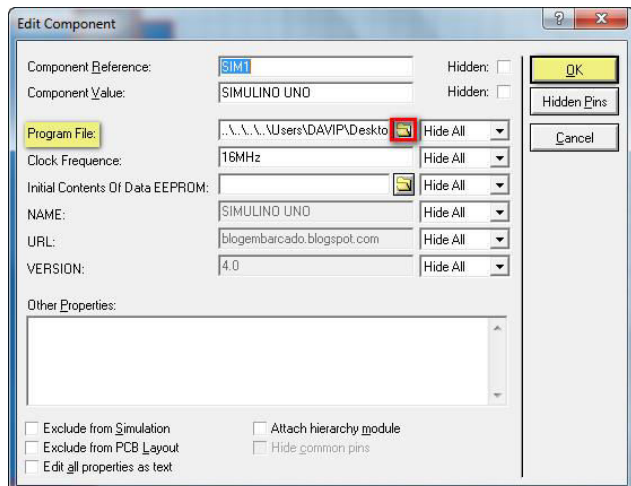 Edit Component
Component Reference: SIM1 Hidden:
Component Value: SIMULINO UNO Hidden:
Program File: ..\..\..\..\Users\DAVIP\Deskto Hide All
Clock Frequence: 16MHz Hide All
Initial Contents Of Data EEPROM: Hide All
NAME: SIMULINO UNO Hide All
URL: blogembarcado.blogspot.com Hide All
VERSION: 4.0 Hide All
Other Properties:
Exclude from Simulation
Exclude from PCB Layout
Edit all properties as text
Attach hierarchy module
Hide common pins
OK
Hidden Pins
Cancel